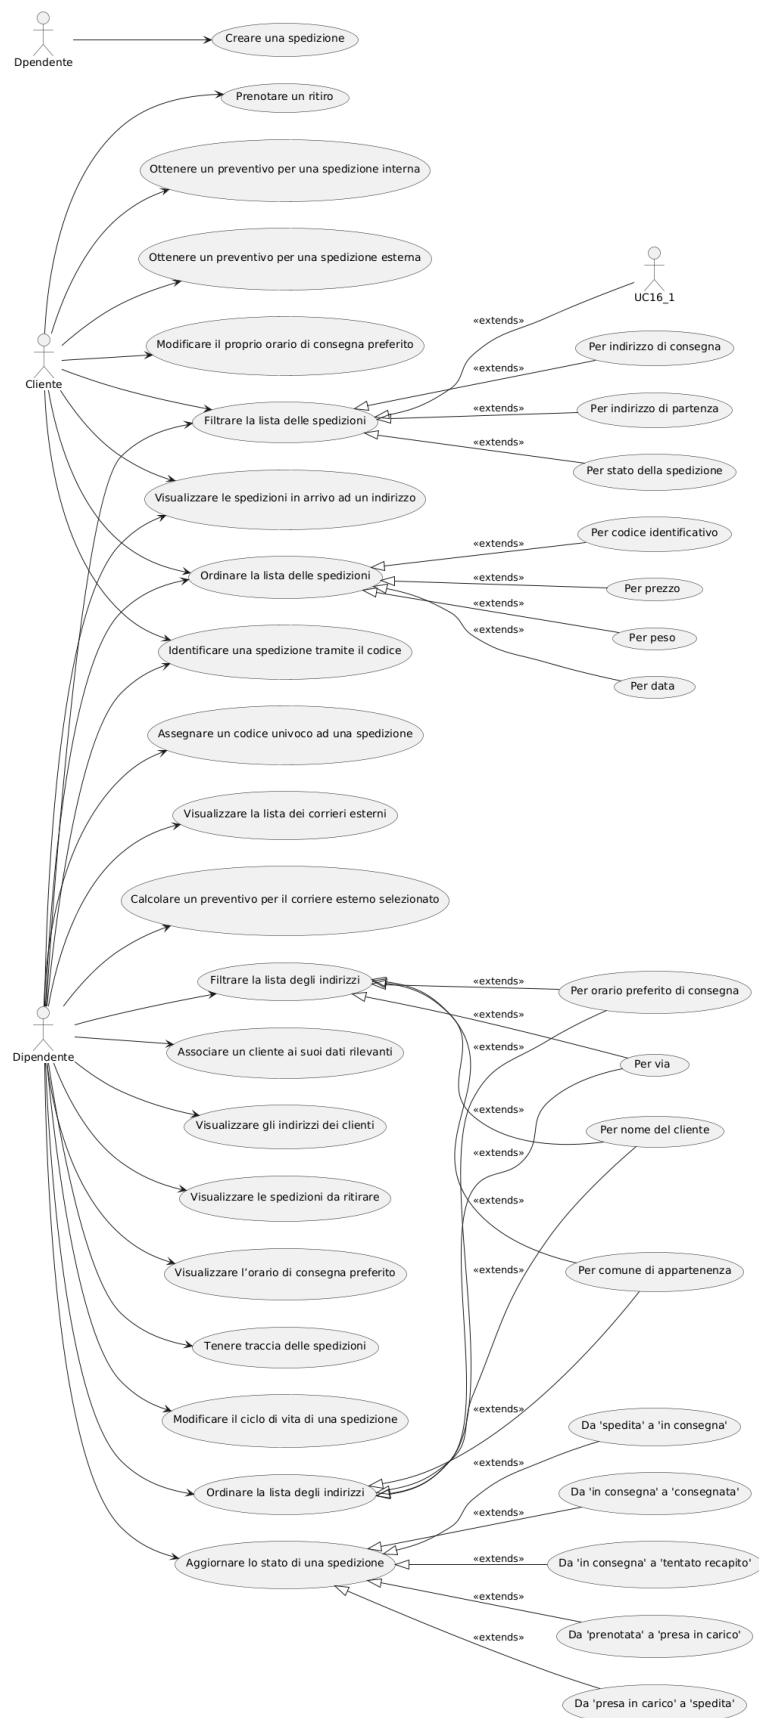 Creare una spedizione
Dpendente
Prenotare un ritiro
Ottenere un preventivo per una spedizione interna
Ottenere un preventivo per una spedizione esterna
UC16_1
«extends»
Modificare il proprio orario di consegna preferito
Per indirizzo di consegna
«extends»
Cliente
Per indirizzo di partenza
«extends»
Filtrare la lista delle spedizioni
«extends»
Per stato della spedizione
Visualizzare le spedizioni in arrivo ad un indirizzo
Per codice identificativo
«extends»
Ordinare la lista delle spedizioni
«extends»
Per prezzo
«extends»
«extends»
Per peso
Identificare una spedizione tramite il codice
Per data
Assegnare un codice univoco ad una spedizione
Visualizzare la lista dei corrieri esterni
Calcolare un preventivo per il corriere esterno selezionato
Filtrare la lista degli indirizzi
«extends»
Per orario preferito di consegna
«extends»
Dipendente
Associare un cliente ai suoi dati rilevanti
«extends»
Per via
«extends»
Visualizzare gli indirizzi dei clienti
Per nome del cliente
«extends»
Visualizzare le spedizioni da ritirare
«extends»
Visualizzare l'orario di consegna preferito
«extends»
Per comune di appartenenza
Tenere traccia delle spedizioni
Modificare il ciclo di vita di una spedizione
«extends»
Da 'spedita' a 'in consegna'
«extends»
Ordinare la lista degli indirizzi
Da 'in consegna' a 'consegnata'
«extends»
Aggiornare lo stato di una spedizione
«extends»
Da 'in consegna' a 'tentato recapito'
«extends»
Da 'prenotata' a 'presa in carico'
«extends»
Da 'presa in carico' a 'spedita'